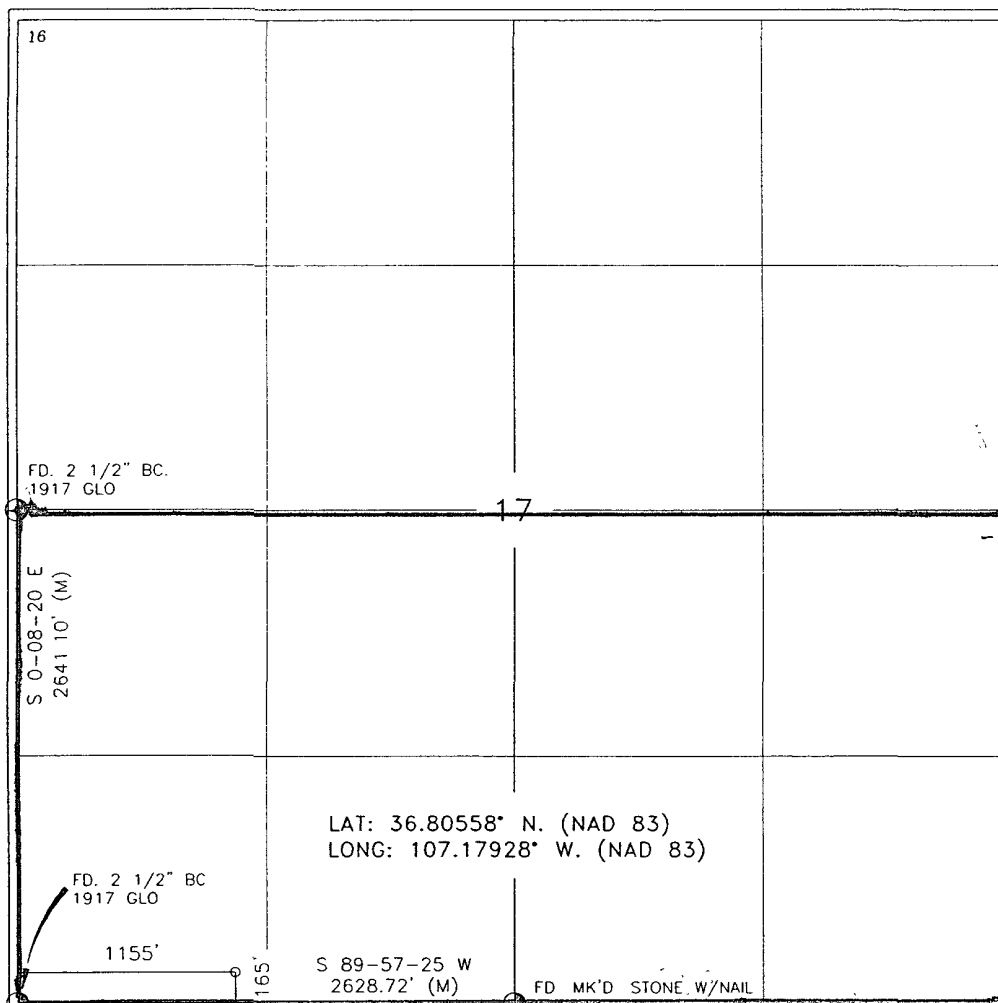 16
FD. 2 1/2" BC.
1917 GLO
17
S 0-08-20 E
2641 10' (M)
LAT: 36.80558° N. (NAD 83)
LONG: 107.17928° W. (NAD 83)
FD. 2 1/2" BC
1917 GLO
1155'
165'
S 89-57-25 W
2628.72' (M)
FD MK'D STONE W/NAIL